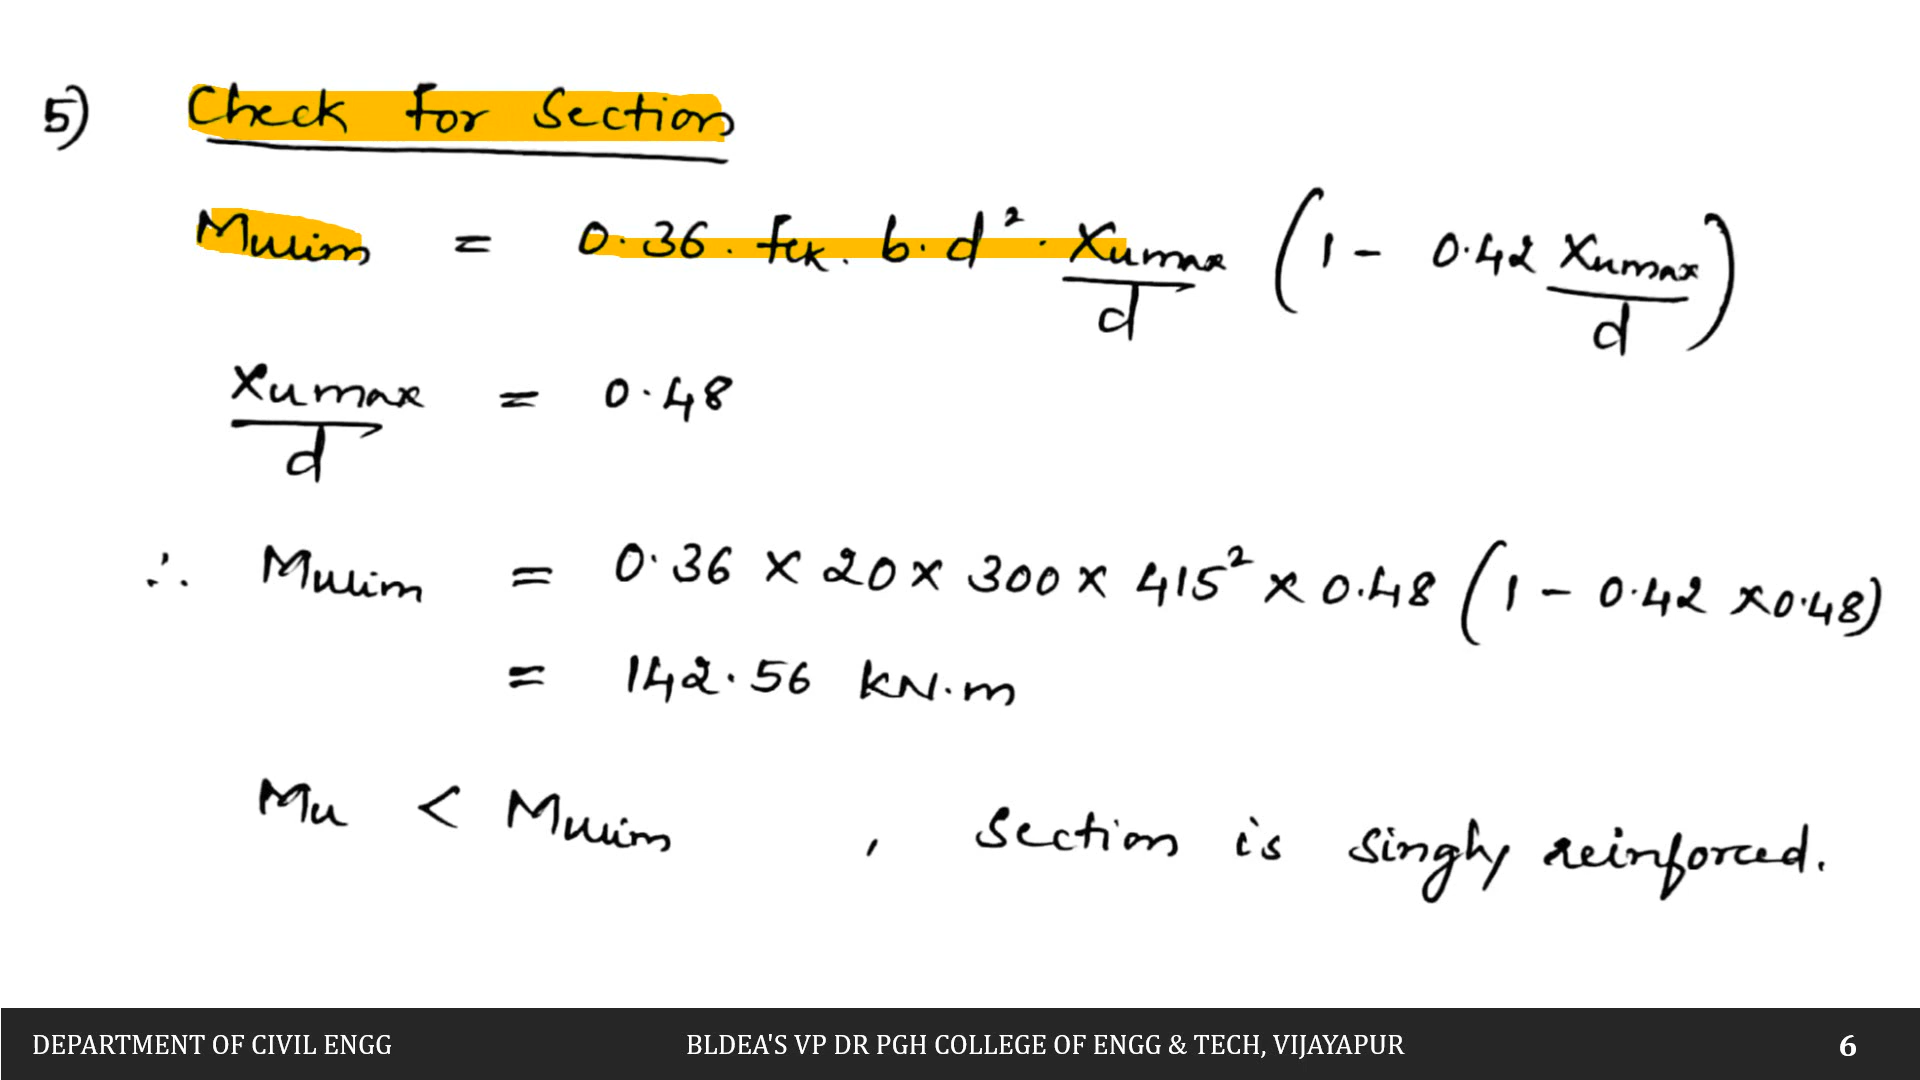 5) Check For Section
Mulim = 0.36. fck. b. d². Xumax/d (1 - 0.42 Xumax/d)
Xumax/d = 0.48
∴ Mulim = 0.36 × 20 × 300 × 415² × 0.48 (1 - 0.42 × 0.48)
= 142.56 kN.m
Mu < Mulim , Section is Singly reinforced.
DEPARTMENT OF CIVIL ENGG BLDEA'S VP DR PGH COLLEGE OF ENGG & TECH, VIJAYAPUR 6